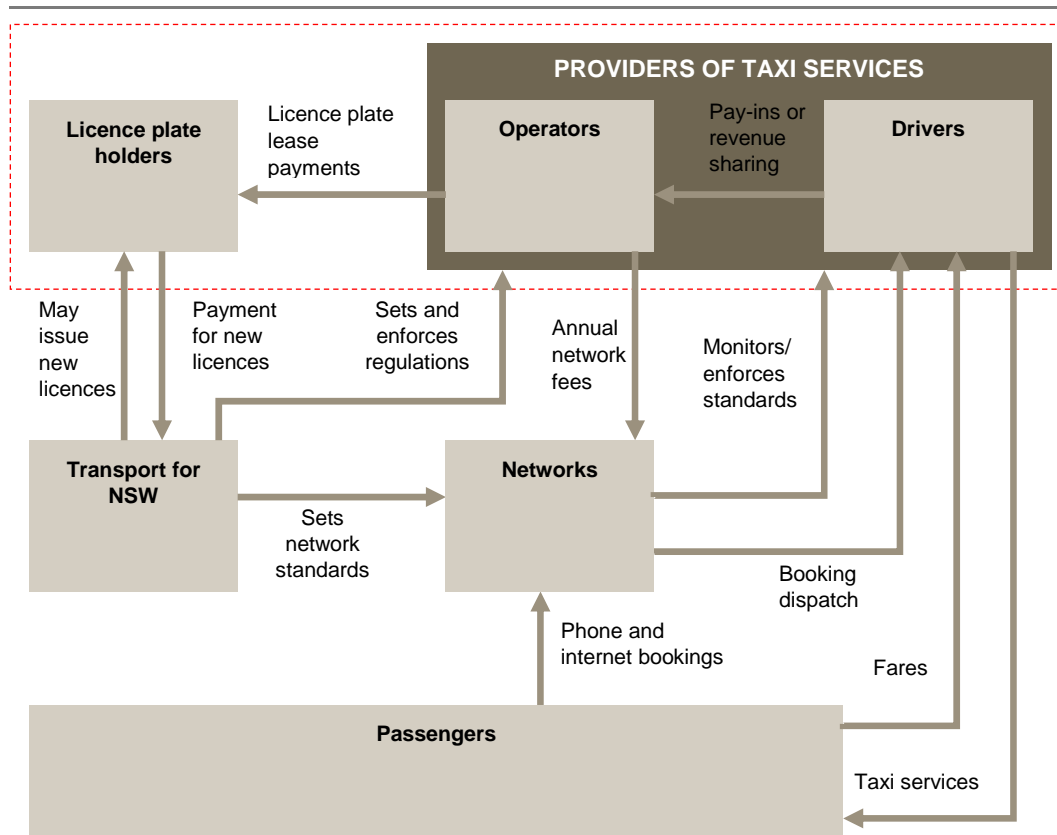 PROVIDERS OF TAXI SERVICES
Licence plate
holders
Licence plate
lease
payments
Operators
Pay-ins or
revenue
sharing
Drivers
May
issue
new
licences
Payment
for new
licences
Sets and
enforces
regulations
Annual
network
fees
Monitors/
enforces
standards
Transport for
NSW
Sets
network
standards
Networks
Booking
dispatch
Phone and
internet bookings
Fares
Passengers
Taxi services